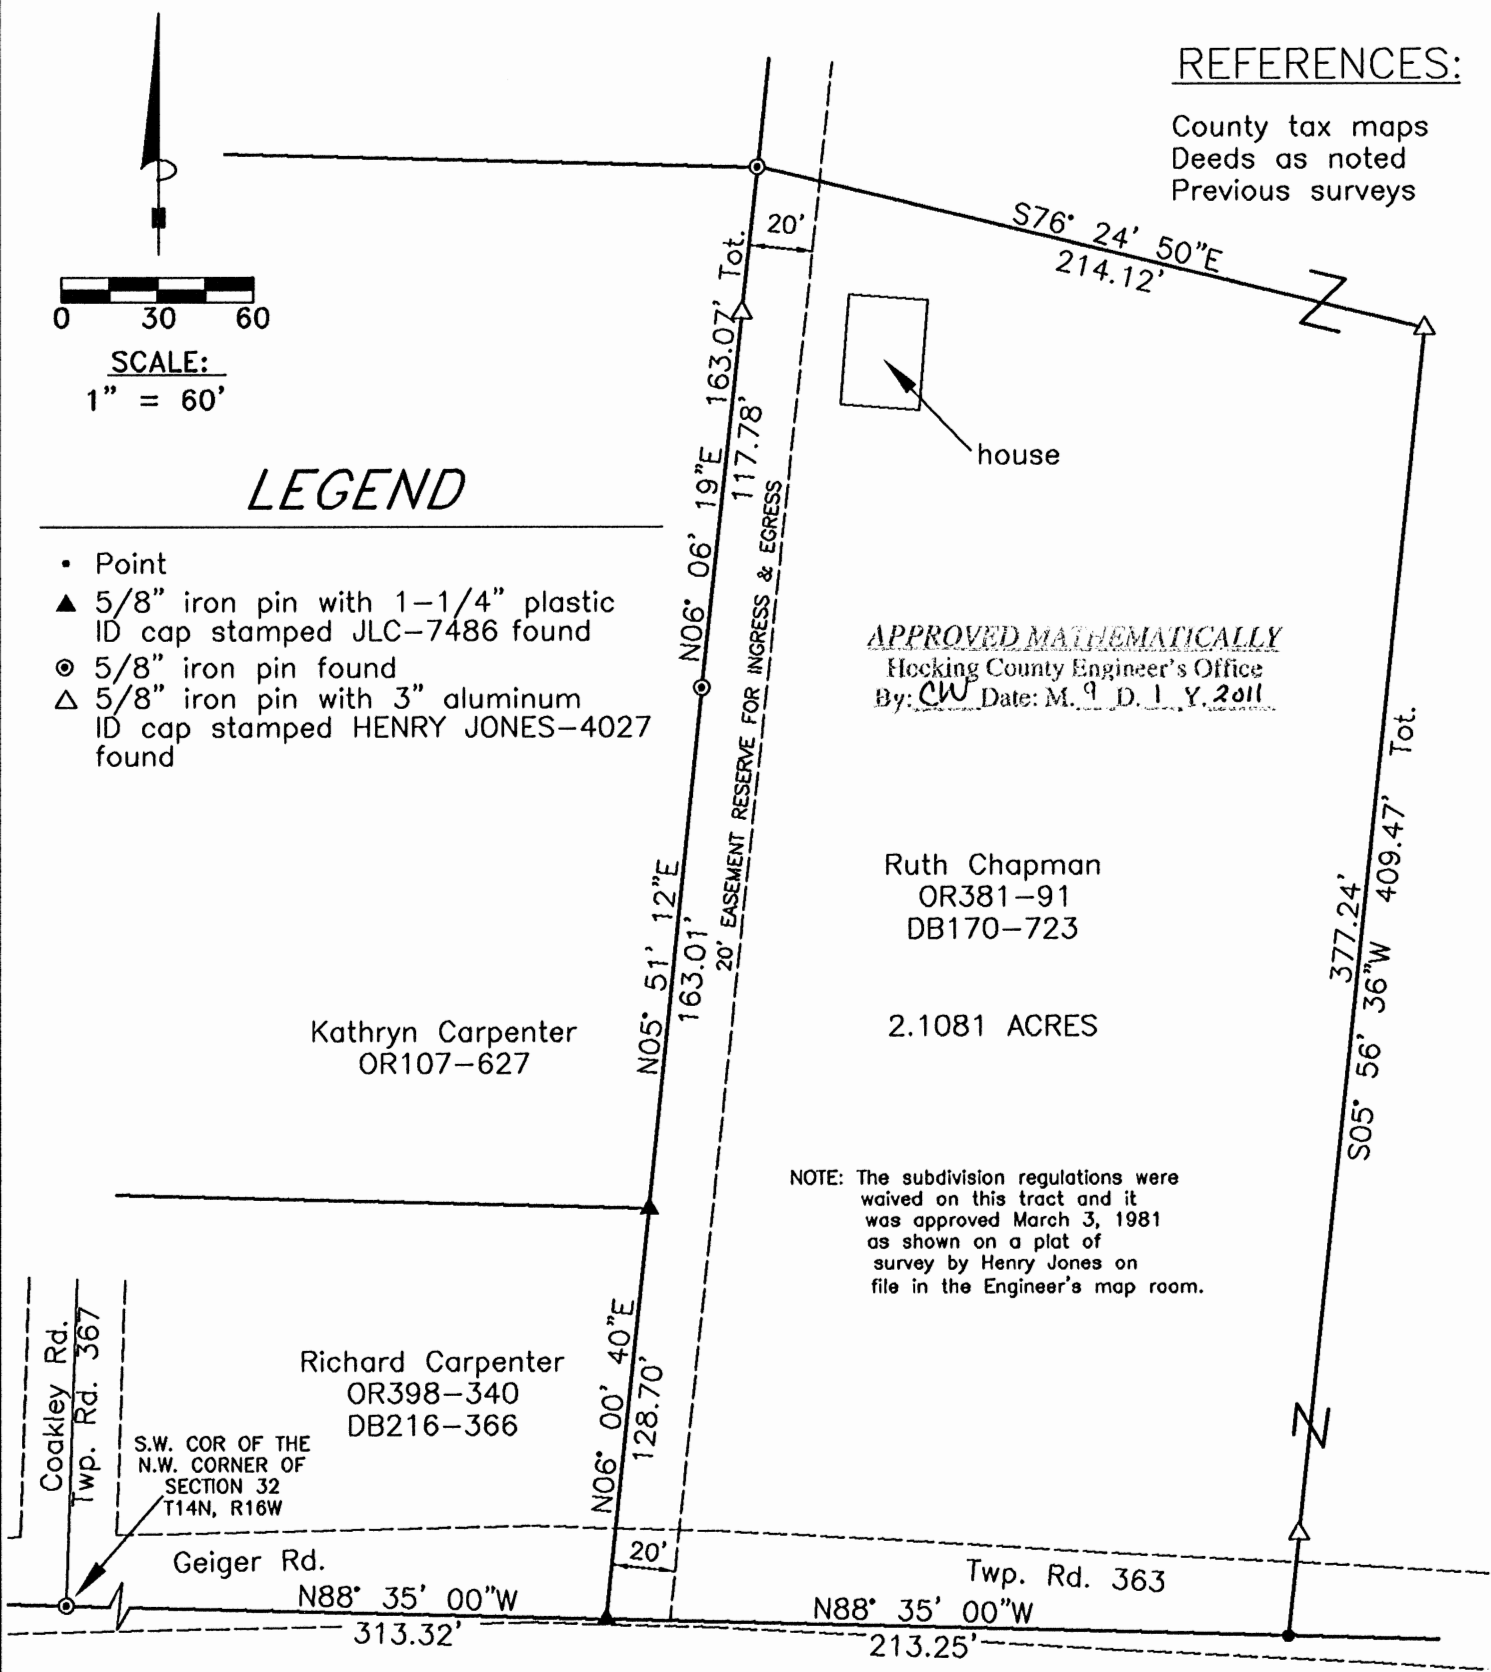 REFERENCES:
County tax maps
Deeds as noted
Previous surveys
0 30 60
SCALE:
1" = 60'
S76° 24' 50"E
214.12'
20'
N06° 06' 19"E 163.07' Tot.
117.78'
house
LEGEND
Point
5/8" iron pin with 1-1/4" plastic
ID cap stamped JLC-7486 found
5/8" iron pin found
5/8" iron pin with 3" aluminum
ID cap stamped HENRY JONES-4027
found
20' EASEMENT RESERVE FOR INGRESS & EGRESS
APPROVED MATHEMATICALLY
Hocking County Engineer's Office
By: CW Date: M. 9 D. 1 Y. 2011
N05° 51' 12"E
163.01'
Ruth Chapman
OR381-91
DB170-723
2.1081 ACRES
377.24'
S05° 56' 36"W 409.47' Tot.
Kathryn Carpenter
OR107-627
NOTE: The subdivision regulations were
waived on this tract and it
was approved March 3, 1981
as shown on a plat of
survey by Henry Jones on
file in the Engineer's map room.
Coakley Rd.
Twp. Rd. 367
Richard Carpenter
OR398-340
DB216-366
N06° 00' 40"E
128.70'
S.W. COR OF THE
N.W. CORNER OF
SECTION 32
T14N, R16W
Geiger Rd.
20'
Twp. Rd. 363
N88° 35' 00"W
313.32'
N88° 35' 00"W
213.25'